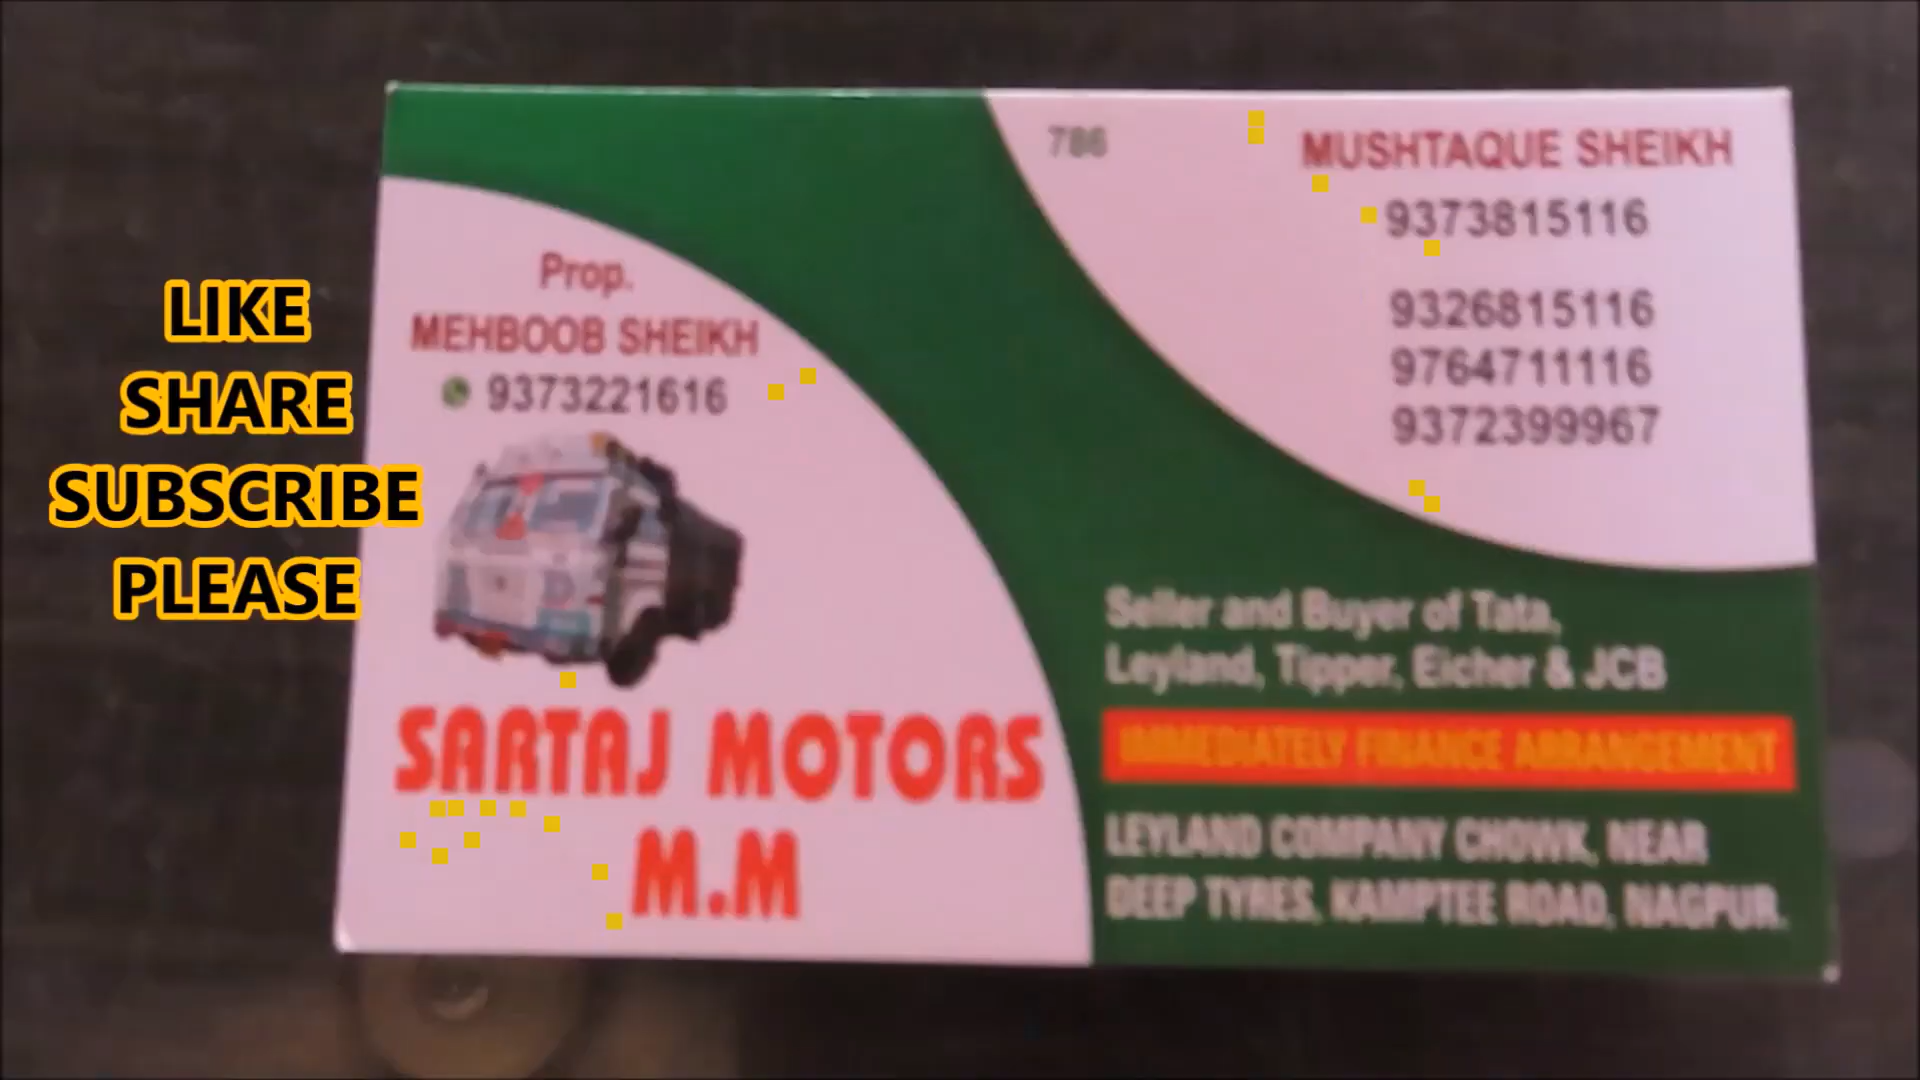 LIKE
SHARE
SUBSCRIBE
PLEASE
Prop.
MEHBOOB SHEIKH
9373221616
SARTAJ MOTORS
M.M
786
MUSHTAQUE SHEIKH
9373815116
9326815116
9764711116
9372399967
Seller and Buyer of Tata,
Leyland, Tipper, Eicher & JCB
IMMEDIATELY FINANCE ARRANGEMENT
LEYLAND COMPANY CHOWK, NEAR
DEEP TYRES, KAMPTEE ROAD, NAGPUR.